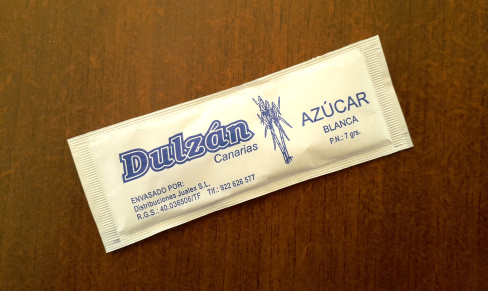 Dulzán
Canarias
AZÚCAR
BLANCA
P.N.: 7 grs.
ENVASADO POR:
Distribuciones Jualex S.L.
R.G.S.: 40,036506/TF Tlf.: 922 626 577